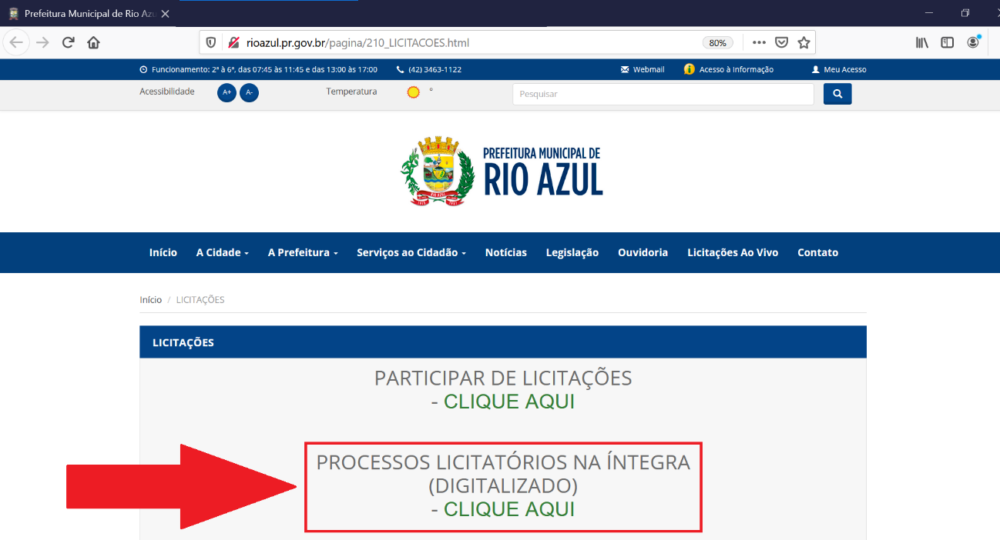 Prefeitura Municipal de Rio Azu
rioazul.pr.gov.br/pagina/210_LICITACOES.html
80%
Funcionamento: 2ª à 6ª, das 07:45 às 11:45 e das 13:00 às 17:00
(42) 3463-1122
Webmail
Acesso à Informação
Meu Acesso
Acessibilidade
A+
A-
Temperatura
°
Pesquisar
PREFEITURA MUNICIPAL DE
RIO AZUL
RIO AZUL
Início
A Cidade
A Prefeitura
Serviços ao Cidadão
Notícias
Legislação
Ouvidoria
Licitações Ao Vivo
Contato
Início / LICITAÇÕES
LICITAÇÕES
PARTICIPAR DE LICITAÇÕES
- CLIQUE AQUI
PROCESSOS LICITATÓRIOS NA ÍNTEGRA
(DIGITALIZADO)
- CLIQUE AQUI